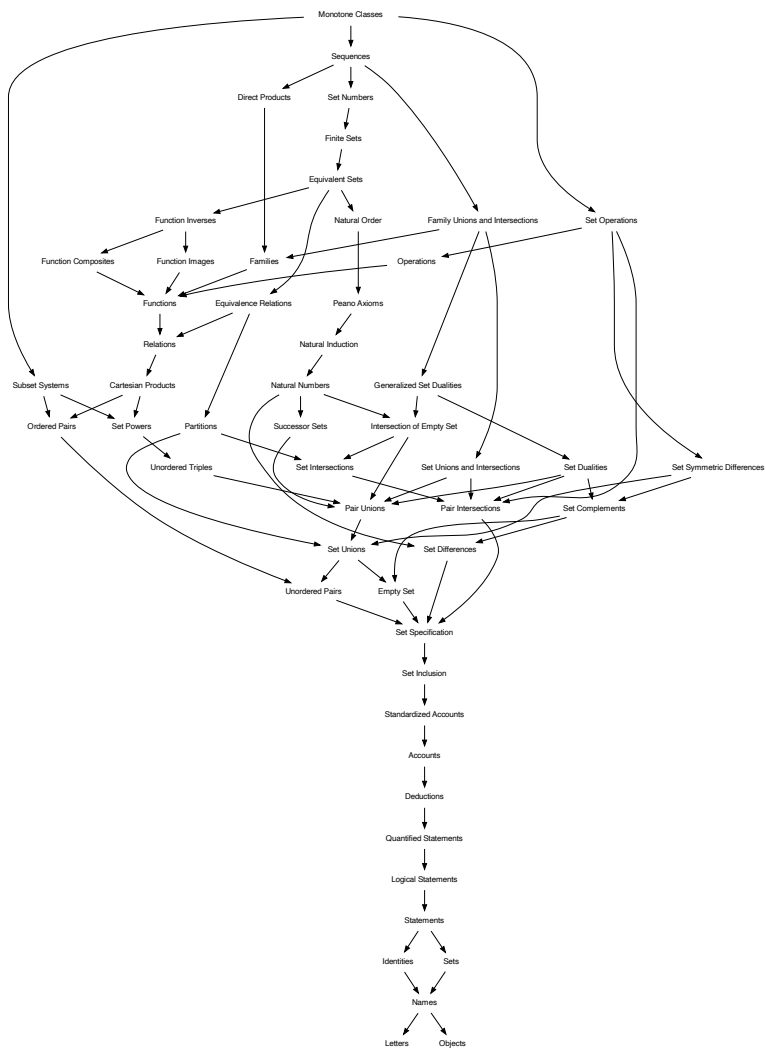 Monotone Classes
Sequences
Direct Products
Set Numbers
Finite Sets
Equivalent Sets
Function Inverses
Natural Order
Family Unions and Intersections
Set Operations
Function Composites
Function Images
Families
Operations
Functions
Equivalence Relations
Peano Axioms
Relations
Natural Induction
Subset Systems
Cartesian Products
Natural Numbers
Generalized Set Dualities
Ordered Pairs
Set Powers
Partitions
Successor Sets
Intersection of Empty Set
Unordered Triples
Set Intersections
Set Unions and Intersections
Set Dualities
Set Symmetric Differences
Pair Unions
Pair Intersections
Set Complements
Set Unions
Set Differences
Unordered Pairs
Empty Set
Set Specification
Set Inclusion
Standardized Accounts
Accounts
Deductions
Quantified Statements
Logical Statements
Statements
Identities
Sets
Names
Letters
Objects